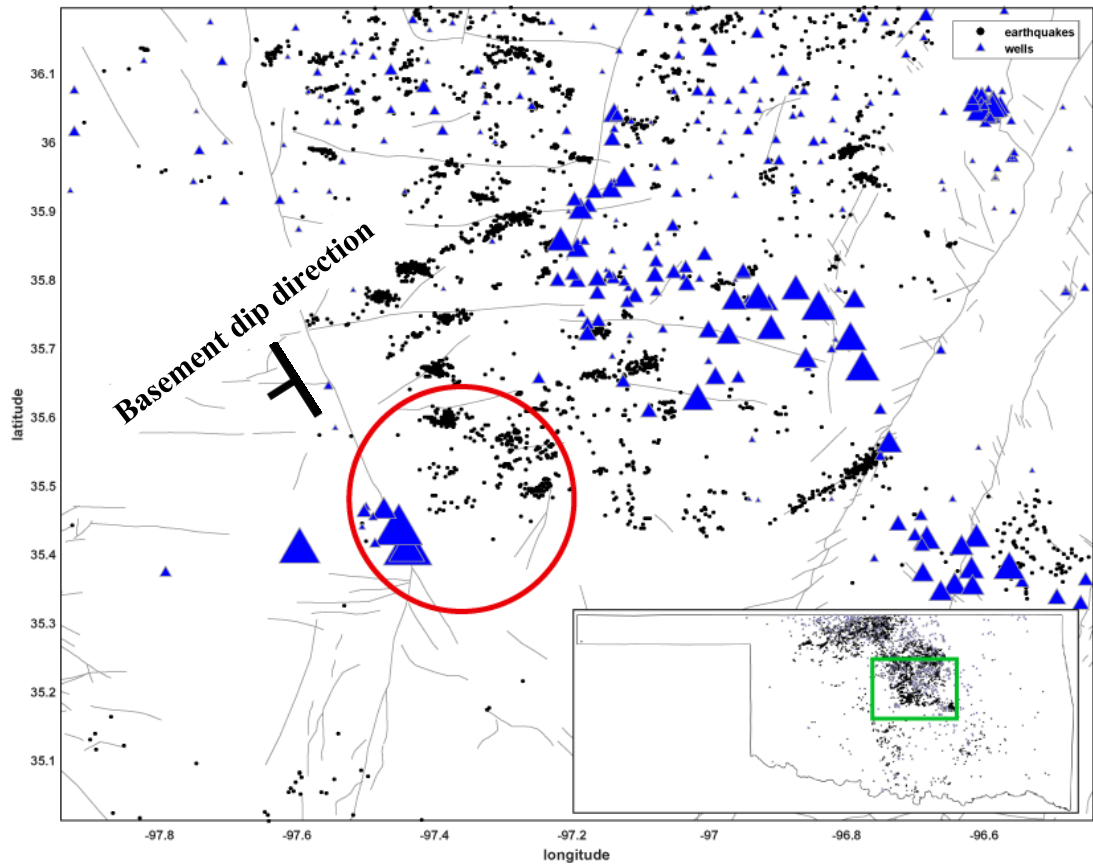 earthquakes
wells
Basement dip direction
36.1
36
35.9
35.8
35.7
35.6
35.5
35.4
35.3
35.2
35.1
latitude
-97.8 -97.6 -97.4 -97.2 -97 -96.8 -96.6
longitude